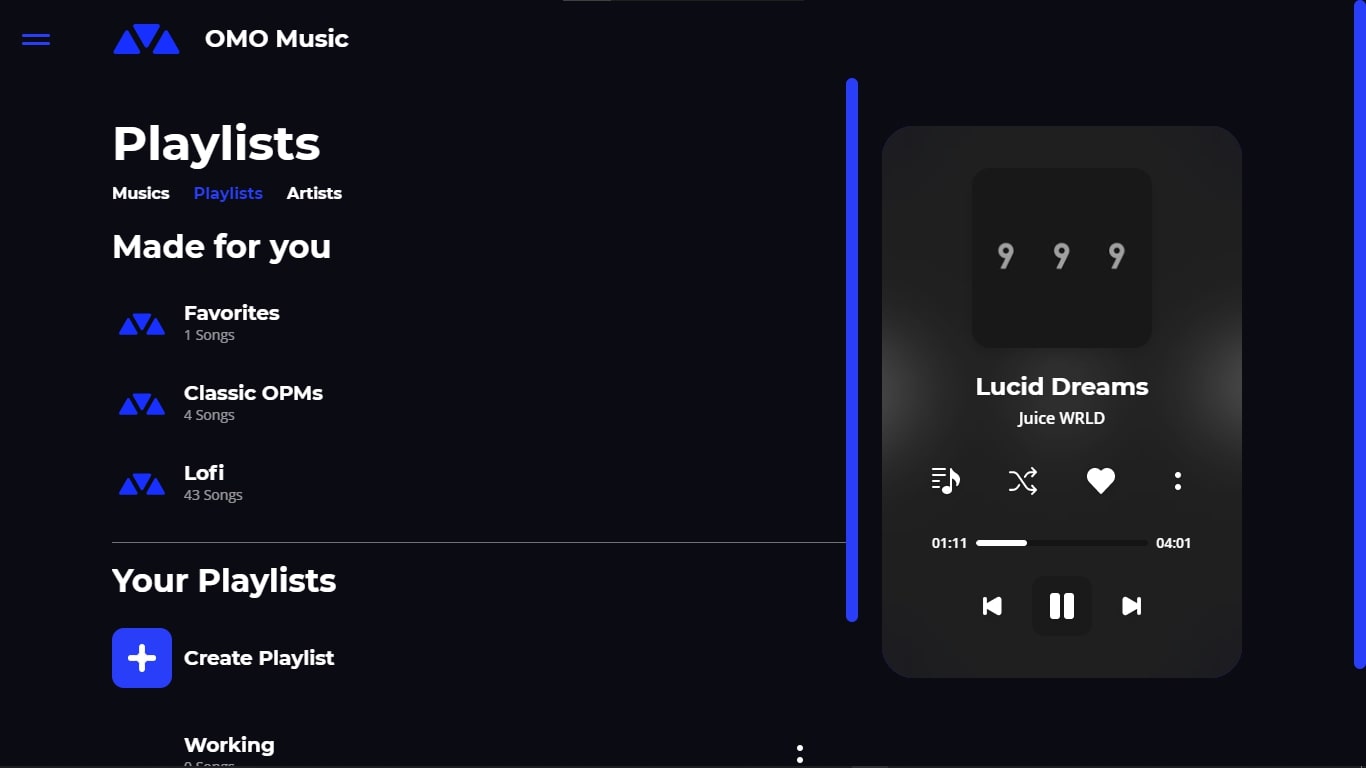 OMO Music
Playlists
Musics Playlists Artists
Made for you
Favorites
1 Songs
Classic OPMs
4 Songs
Lofi
43 Songs
Your Playlists
Create Playlist
Working
9 9 9
Lucid Dreams
Juice WRLD
01:11 04:01